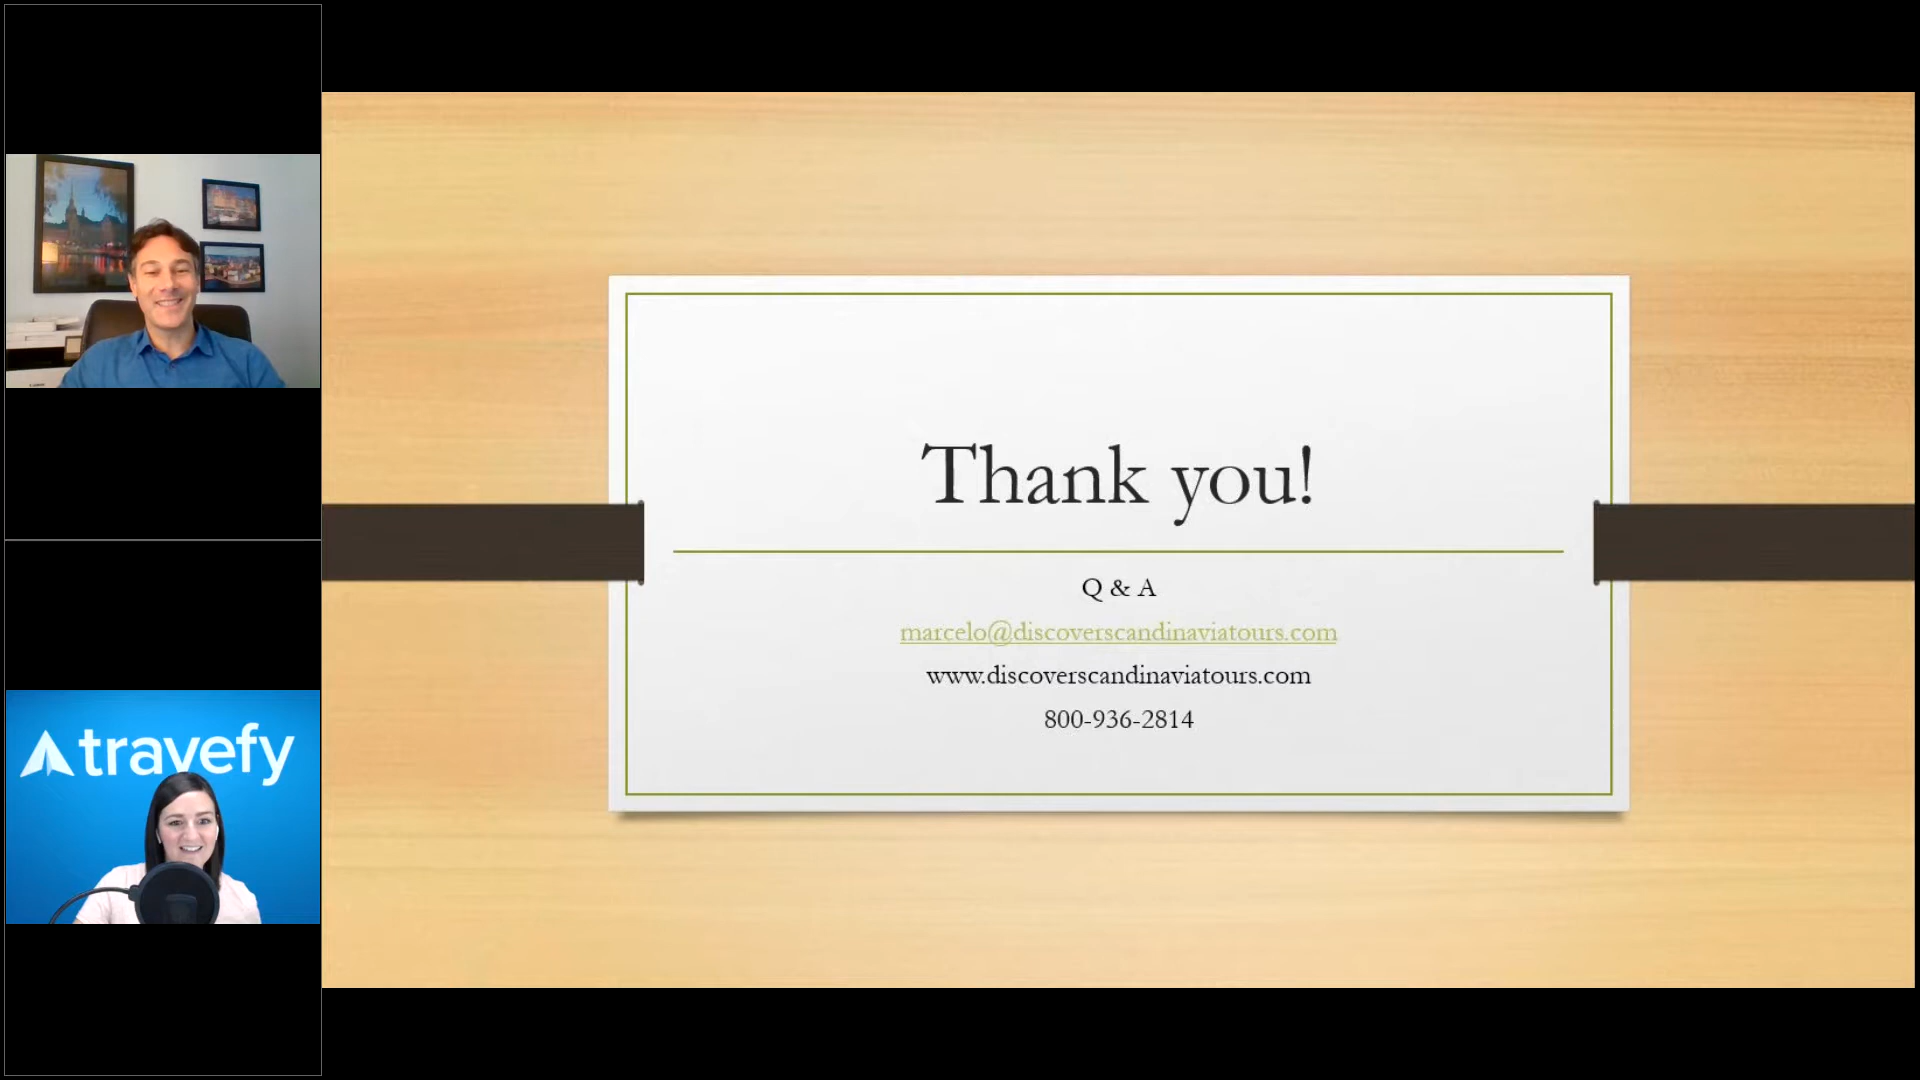 travefy
Thank you!
Q & A
marcelo@discoverscandinaviatours.com
www.discoverscandinaviatours.com
800-936-2814